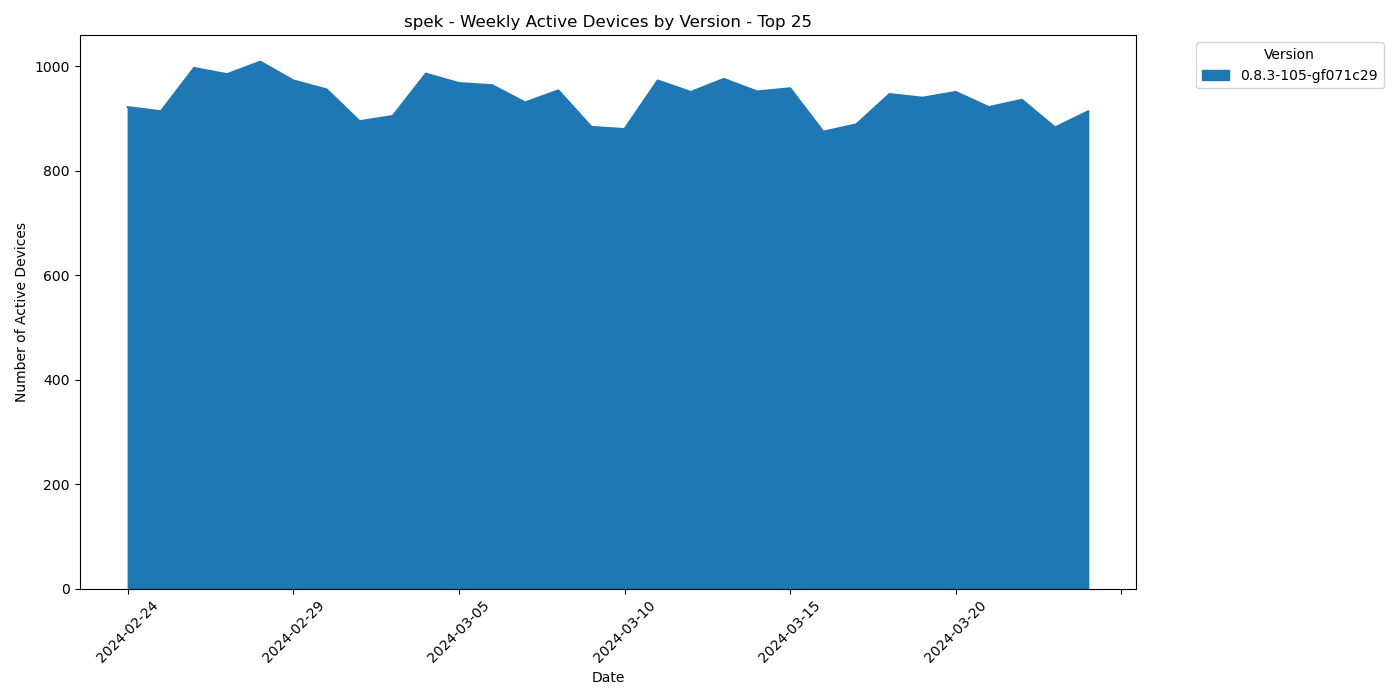 spek - Weekly Active Devices by Version - Top 25
Version
0.8.3-105-gf071c29
Number of Active Devices
1000
800
600
400
200
0
2024-02-24
2024-02-29
2024-03-05
2024-03-10
2024-03-15
2024-03-20
Date